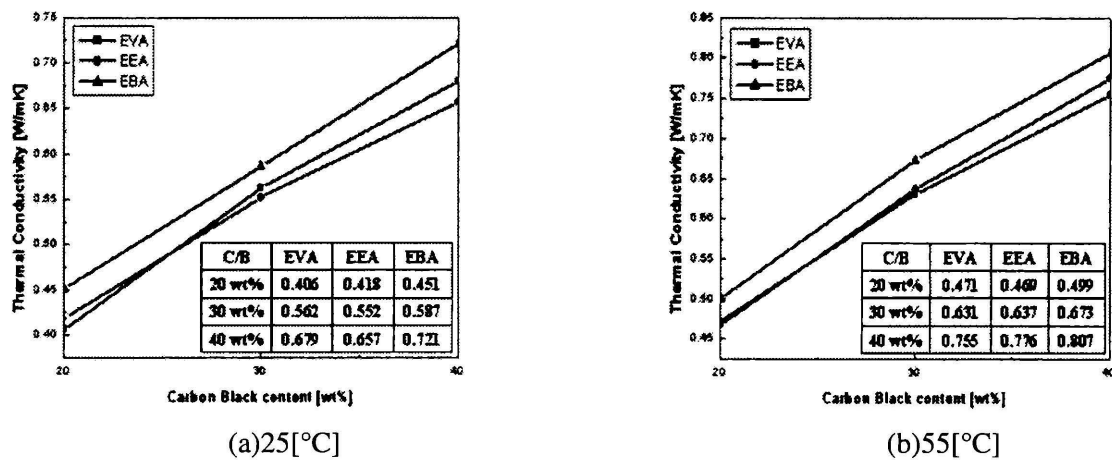 EVA
EEA
EBA
Thermal Conductivity [W/mK]
0.75
0.70
0.65
0.60
0.55
0.50
0.45
0.40
C/B EVA EEA EBA
20 wt% 0.406 0.418 0.451
30 wt% 0.562 0.552 0.587
40 wt% 0.679 0.657 0.721
20 30 40
Carbon Black content [wt%]
(a)25[°C]
EVA
EEA
EBA
Thermal Conductivity [W/mK]
0.85
0.80
0.75
0.70
0.65
0.60
0.55
0.50
0.45
C/B EVA EEA EBA
20 wt% 0.471 0.469 0.499
30 wt% 0.631 0.637 0.673
40 wt% 0.755 0.776 0.807
20 30 40
Carbon Black content [wt%]
(b)55[°C]